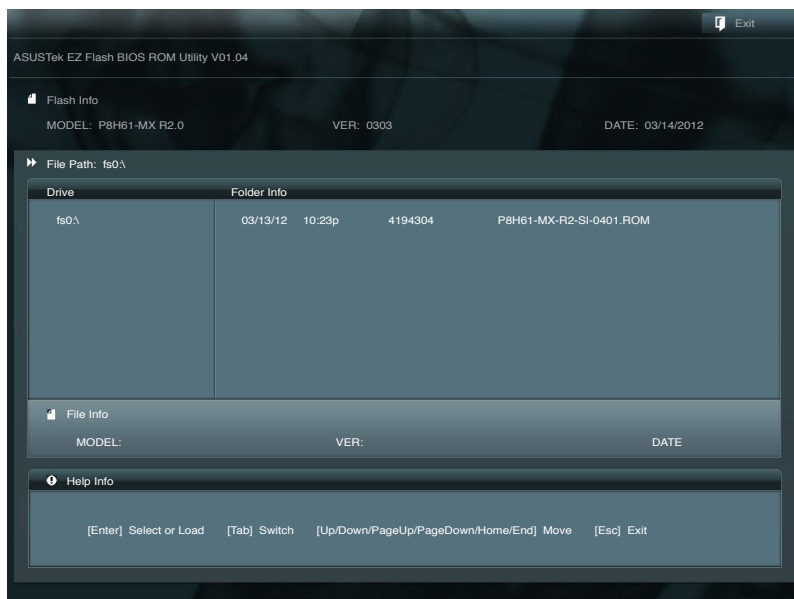 Exit
ASUSTek EZ Flash BIOS ROM Utility V01.04
Flash Info
MODEL: P8H61-MX R2.0 VER: 0303 DATE: 03/14/2012
File Path: fs0:\
Drive Folder Info
fs0:\ 03/13/12 10:23p 4194304 P8H61-MX-R2-SI-0401.ROM
File Info
MODEL: VER: DATE
Help Info
[Enter] Select or Load [Tab] Switch [Up/Down/PageUp/PageDown/Home/End] Move [Esc] Exit